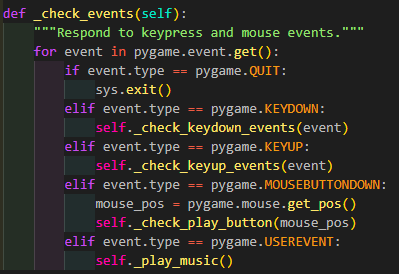 def _check_events(self):
    """Respond to keypress and mouse events."""
    for event in pygame.event.get():
        if event.type == pygame.QUIT:
            sys.exit()
        elif event.type == pygame.KEYDOWN:
            self._check_keydown_events(event)
        elif event.type == pygame.KEYUP:
            self._check_keyup_events(event)
        elif event.type == pygame.MOUSEBUTTONDOWN:
            mouse_pos = pygame.mouse.get_pos()
            self._check_play_button(mouse_pos)
        elif event.type == pygame.USEREVENT:
            self._play_music()